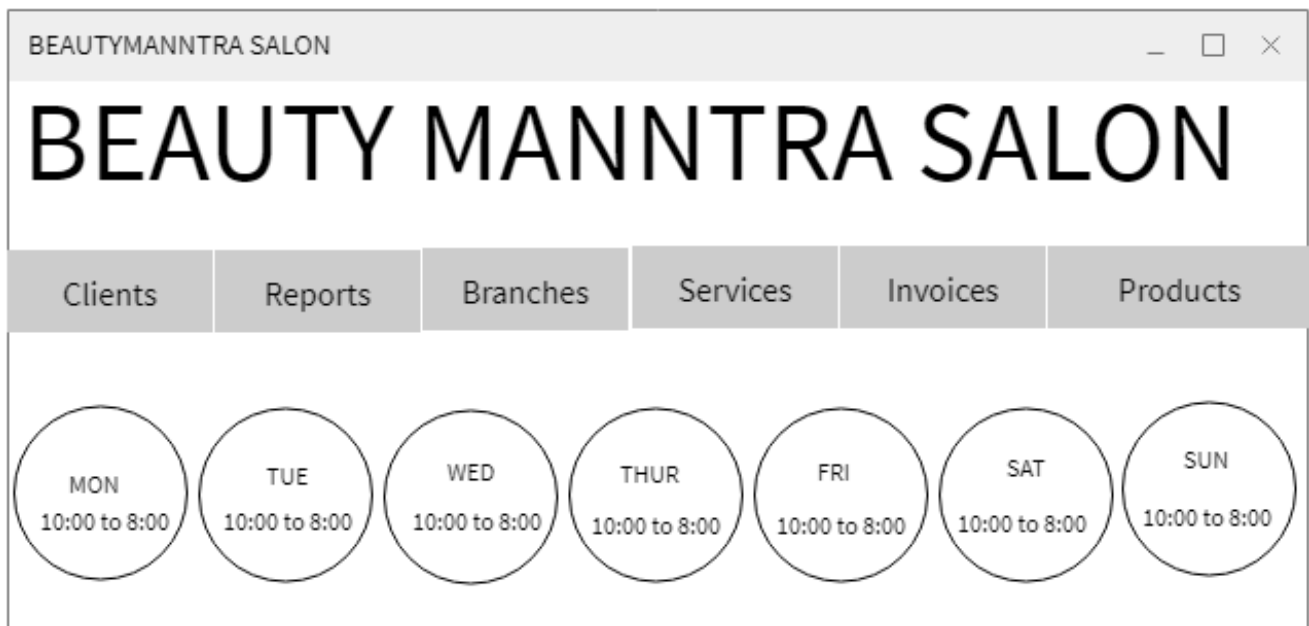 BEAUTYMANNTRA SALON
BEAUTY MANNTRA SALON
Clients Reports Branches Services Invoices Products
MON TUE WED THUR FRI SAT SUN
10:00 to 8:00 10:00 to 8:00 10:00 to 8:00 10:00 to 8:00 10:00 to 8:00 10:00 to 8:00 10:00 to 8:00